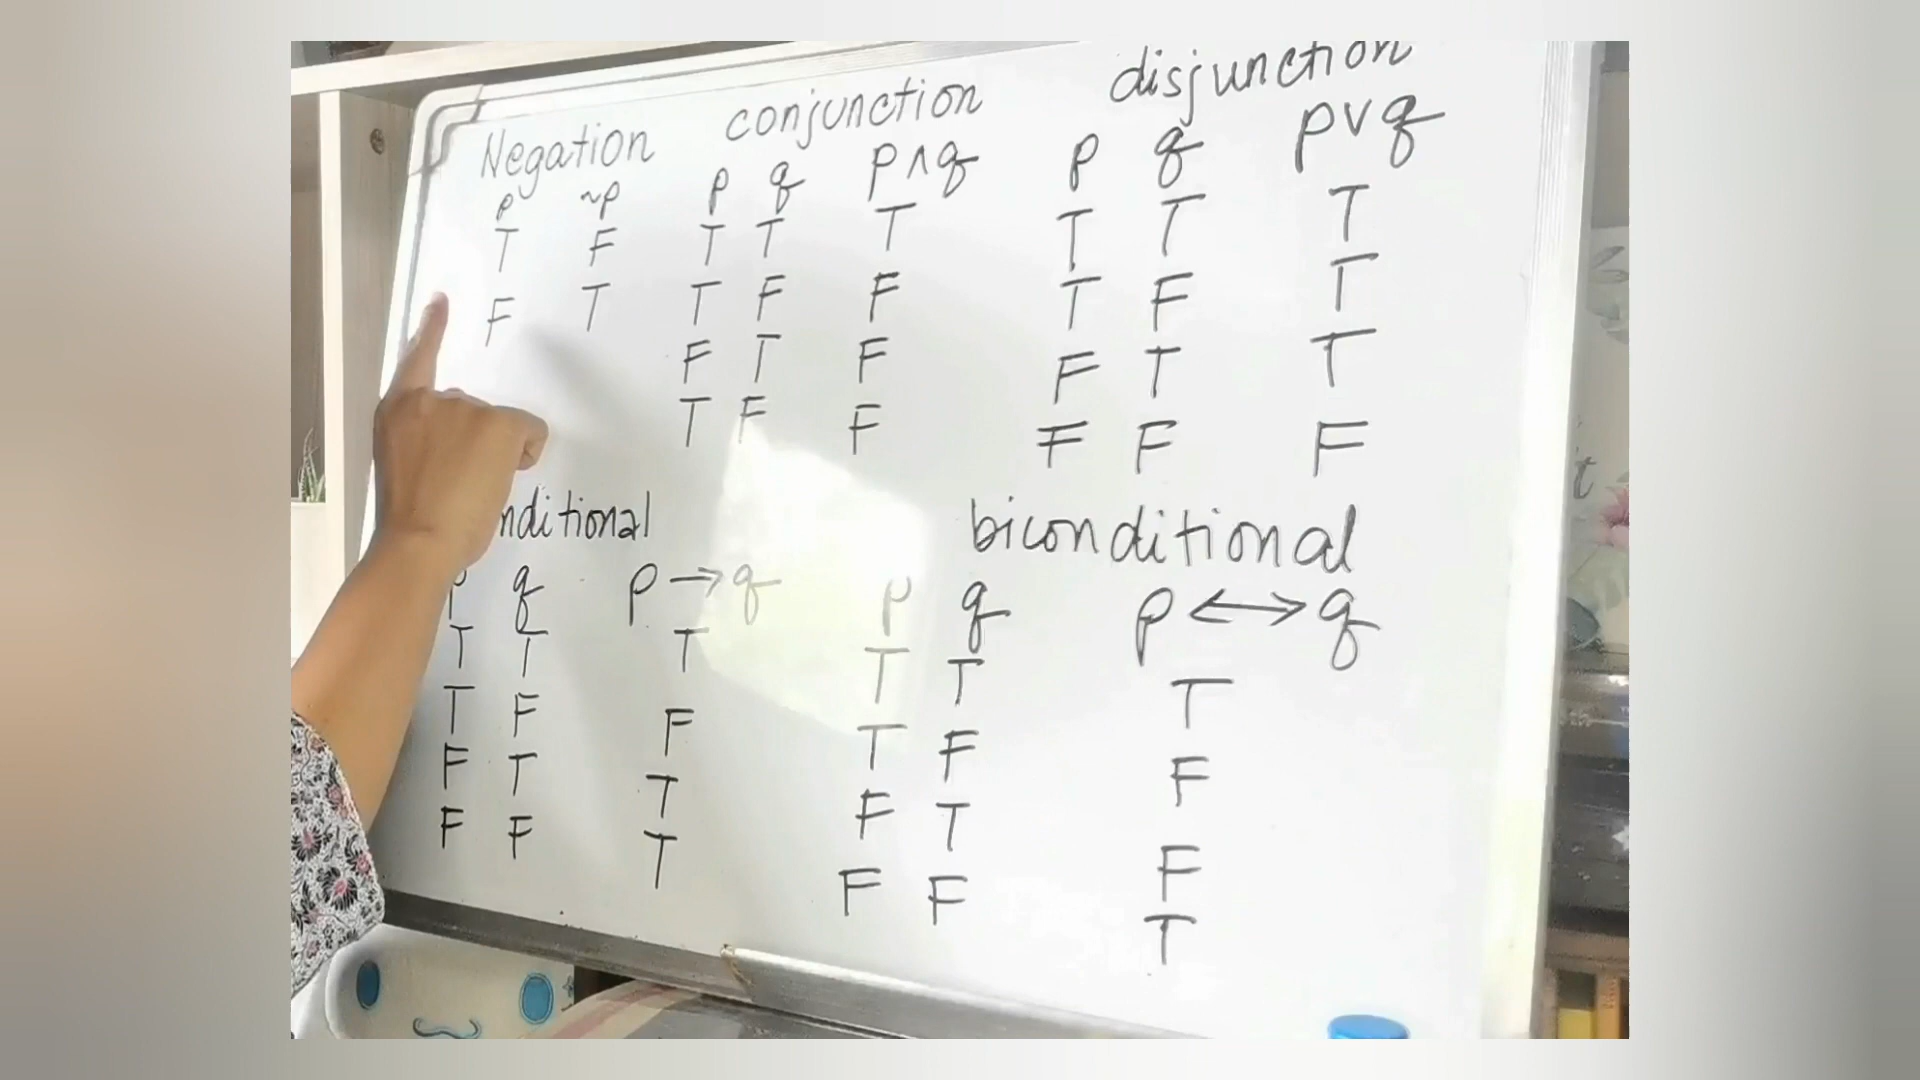 Negation conjunction disjunction
p ~p p q p∧q p q p∨q
T F T T T T T T
F T T F F T F T
F T F F T T
T F F F F F
nditional biconditional
p q p→q p q p↔q
T T T T T T
T F F T F F
F T T F T F
F F T F F T